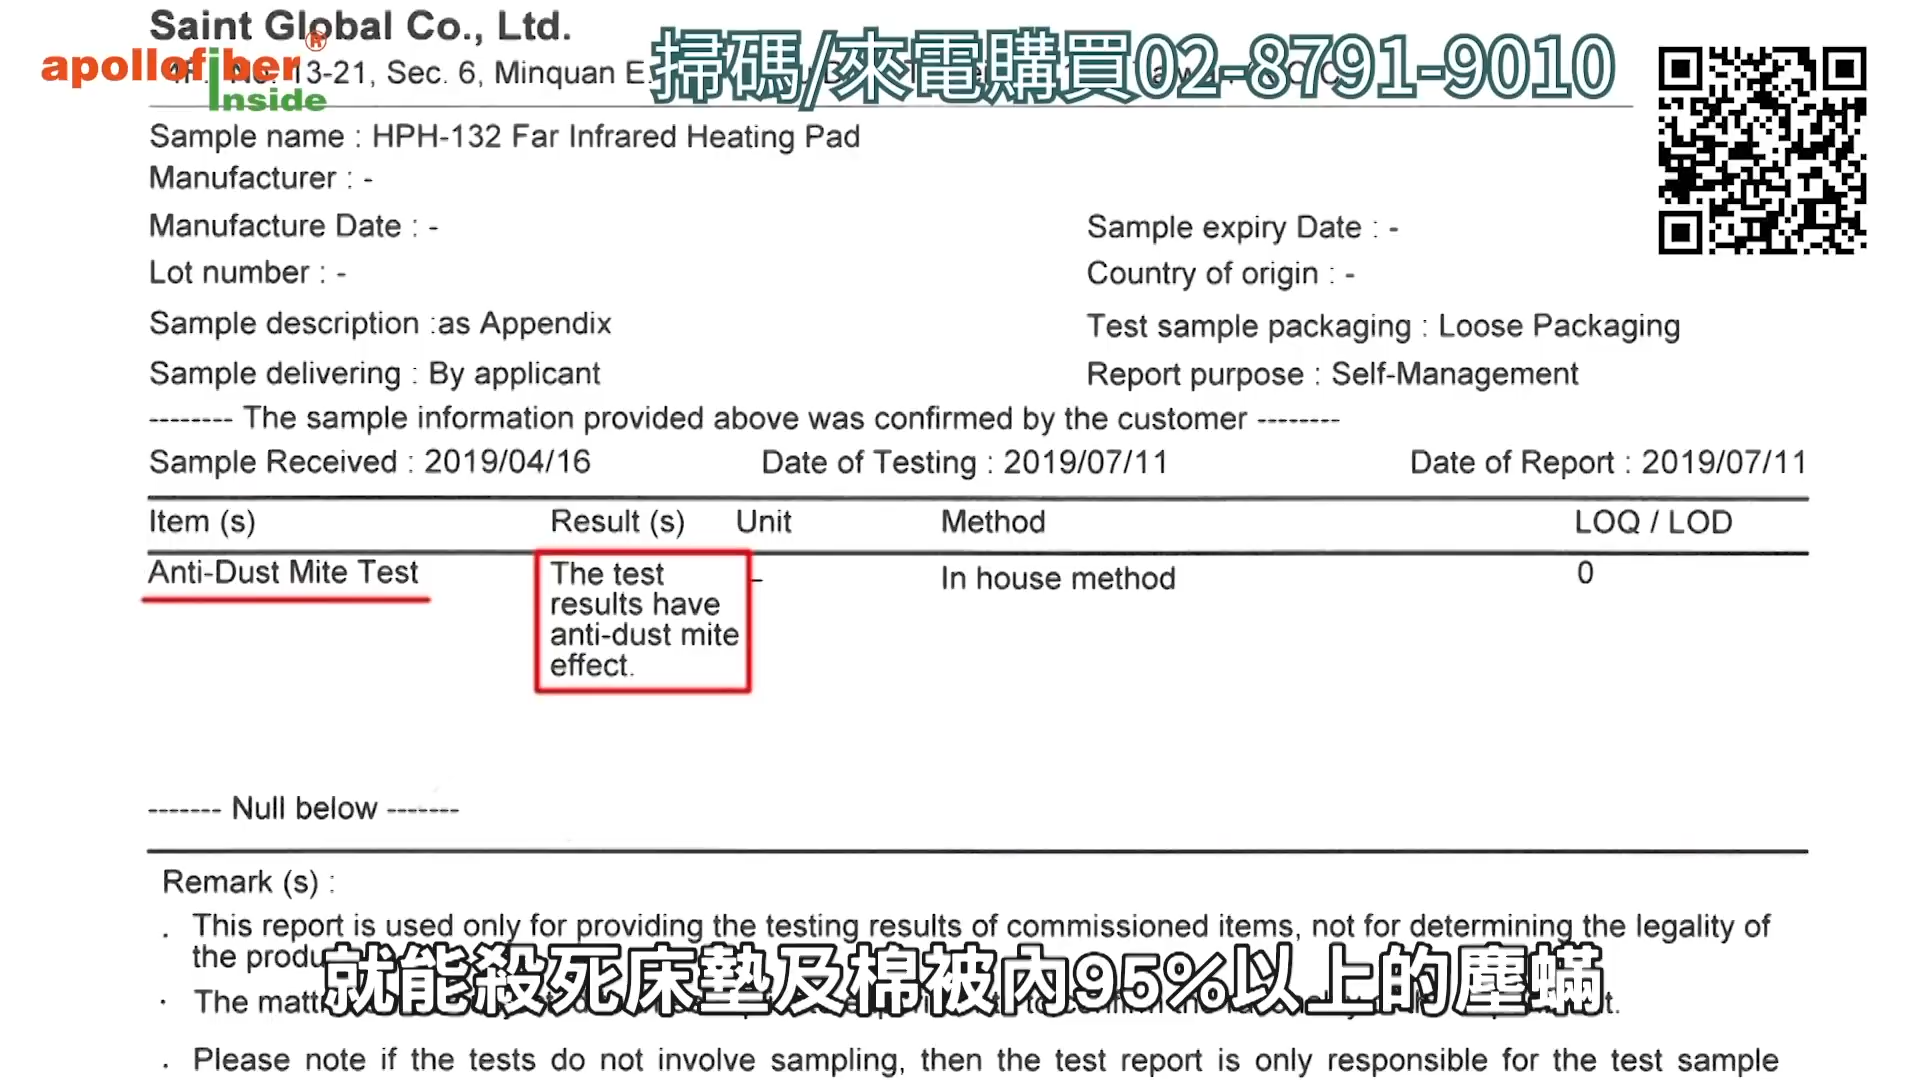 Saint Global Co., Ltd.
apollofiber®
Inside
13-21, Sec. 6, Minquan E.
掃碼/來電購買02-8791-9010
Sample name : HPH-132 Far Infrared Heating Pad
Manufacturer : -
Manufacture Date : -
Sample expiry Date : -
Lot number : -
Country of origin : -
Sample description :as Appendix
Test sample packaging : Loose Packaging
Sample delivering : By applicant
Report purpose : Self-Management
-------- The sample information provided above was confirmed by the customer --------
Sample Received : 2019/04/16 Date of Testing : 2019/07/11 Date of Report : 2019/07/11
Item (s) Result (s) Unit Method LOQ / LOD
Anti-Dust Mite Test
The test
results have
anti-dust mite
effect.
-
In house method
0
------- Null below -------
Remark (s) :
. This report is used only for providing the testing results of commissioned items, not for determining the legality of
the
就能殺死床墊及棉被內95%以上的塵蟎
· The
. Please note if the tests do not involve sampling, then the test report is only responsible for the test sample